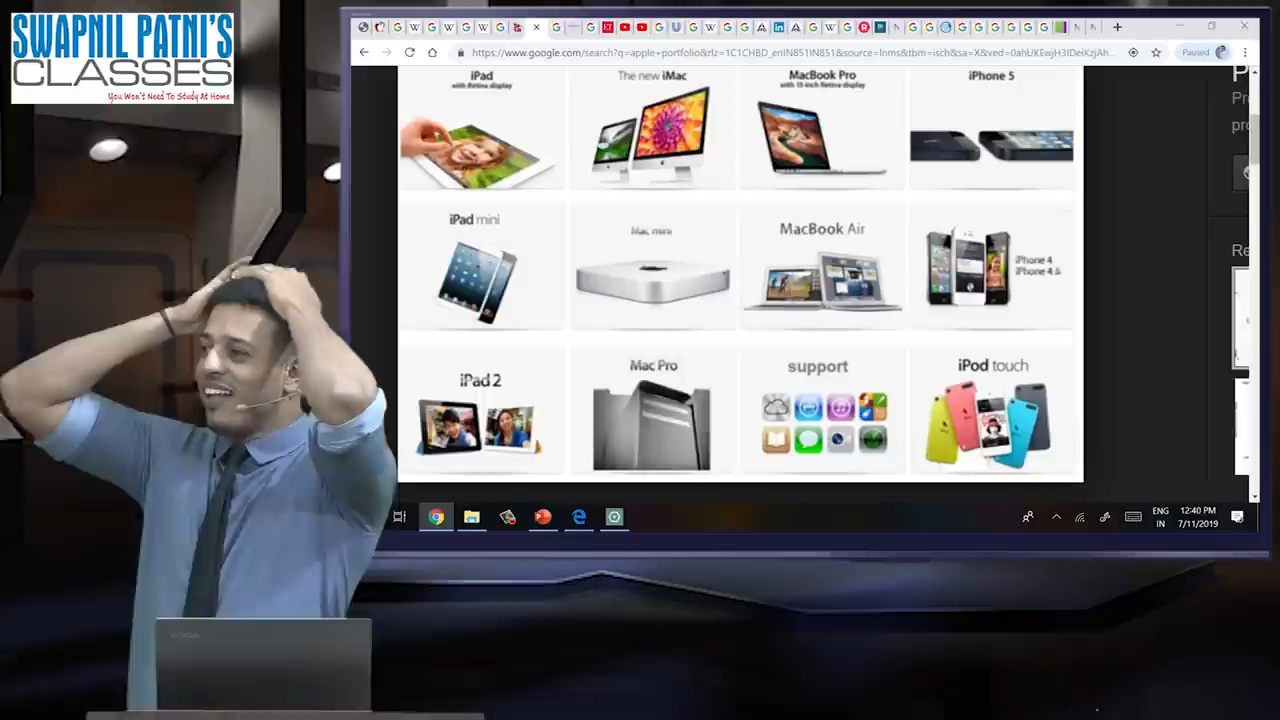 SWAPNIL PATNI'S
CLASSES
You Won't Need To Study At Home
https://www.google.com/search?q=apple+portfolio&rlz=1C1CHBD_enIN851IN851&source=lnms&tbm=isch&sa=X&ved=
Paused
iPad
with Retina display
The new iMac
MacBook Pro
with 13-inch Retina display
iPhone 5
iPad mini
Mac mini
MacBook Air
iPhone 4
iPhone 4s
iPad 2
Mac Pro
support
iPod touch
Re
ENG
IN
12:40 PM
7/11/2019
YOGA